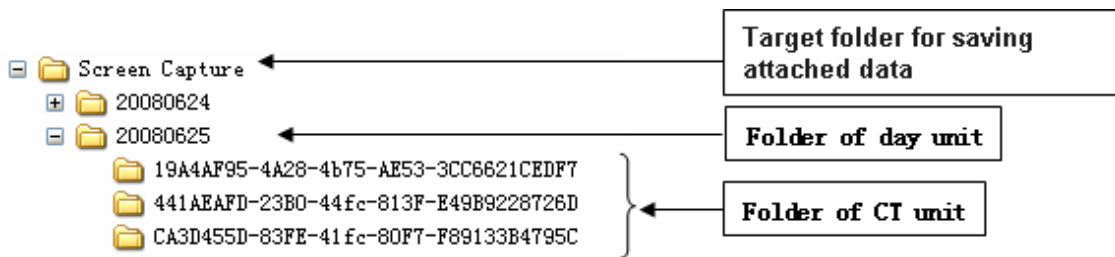 Screen Capture
20080624
20080625
19A4AF95-4A28-4b75-AE53-3CC6621CEDF7
441AEAFD-23B0-44fc-813F-E49B9228726D
CA3D455D-83FE-41fc-80F7-F89133B4795C
Target folder for saving
attached data
Folder of day unit
Folder of CT unit